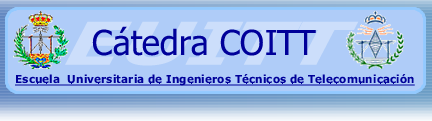 Cátedra COITT
Escuela Universitaria de Ingenieros Técnicos de Telecomunicación